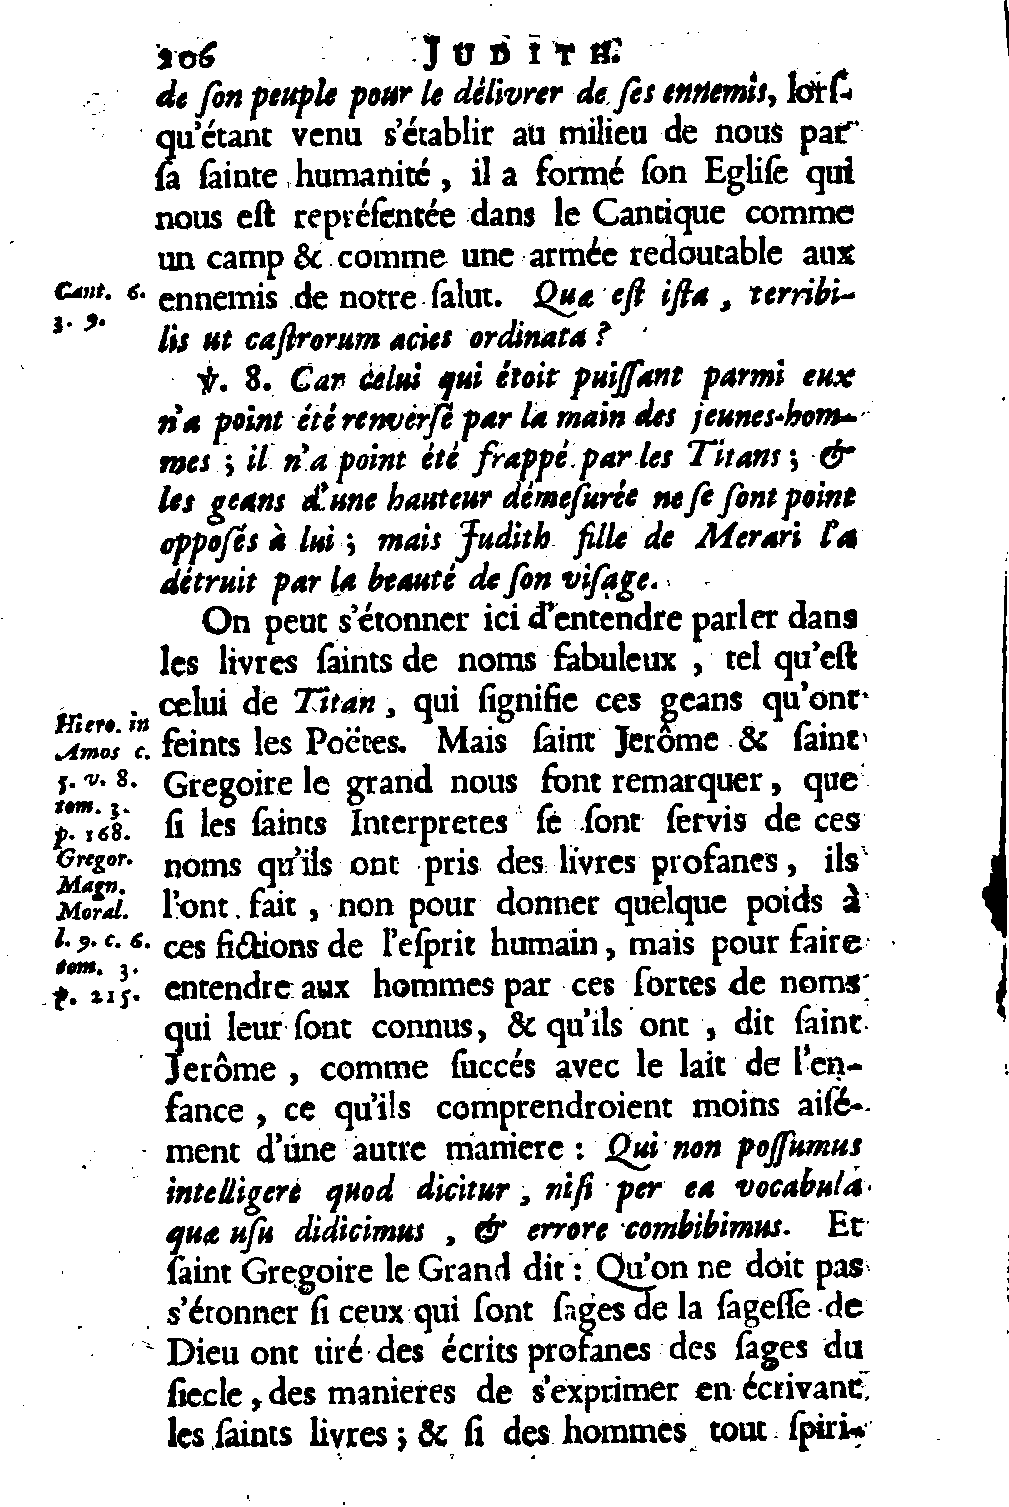 206 JUDITH.
de ſon peuple pour le délivrer de ſes ennemis, lorſ-
qu'étant venu s'établir au milieu de nous par
ſa ſainte humanité, il a formé ſon Egliſe qui
nous eſt repréſentée dans le Cantique comme
un camp & comme une armée redoutable aux
ennemis de notre ſalut. Quæ eſt iſta, terribi-
lis ut caſtrorum acies ordinata?
Cant. 6.
3. 9.
℣. 8. Car celui qui étoit puiſſant parmi eux
n'a point été renverſé par la main des jeunes-hom-
mes; il n'a point été frappé par les Titans; &
les geans d'une hauteur démeſurée ne ſe ſont point
oppoſés à lui; mais Judith fille de Merari l'a
détruit par la beauté de ſon viſage.
On peut s'étonner ici d'entendre parler dans
les livres ſaints de noms fabuleux, tel qu'eſt
celui de Titan, qui ſignifie ces geans qu'ont
feints les Poëtes. Mais ſaint Jerôme & ſaint
Gregoire le grand nous font remarquer, que
ſi les ſaints Interpretes ſe ſont ſervis de ces
noms qu'ils ont pris des livres profanes, ils
l'ont fait, non pour donner quelque poids à
ces fictions de l'eſprit humain, mais pour faire
entendre aux hommes par ces ſortes de noms
qui leur ſont connus, & qu'ils ont, dit ſaint
Jerôme, comme ſuccés avec le lait de l'en-
fance, ce qu'ils comprendroient moins aiſé-
ment d'une autre maniere: Qui non poſſumus
intelligere quod dicitur, niſi per ea vocabula
quæ uſu didicimus, & errore combibimus. Et
ſaint Gregoire le Grand dit: Qu'on ne doit pas
s'étonner ſi ceux qui ſont ſages de la ſageſſe de
Dieu ont tiré des écrits profanes des ſages du
ſiecle, des manieres de s'exprimer en écrivant
les ſaints livres; & ſi des hommes tout ſpiri-
Hiero. in
Amos c.
5. v. 8.
tom. 3.
p. 168.
Gregor.
Magn.
Moral.
l. 9. c. 6.
tom. 3.
p. 215.